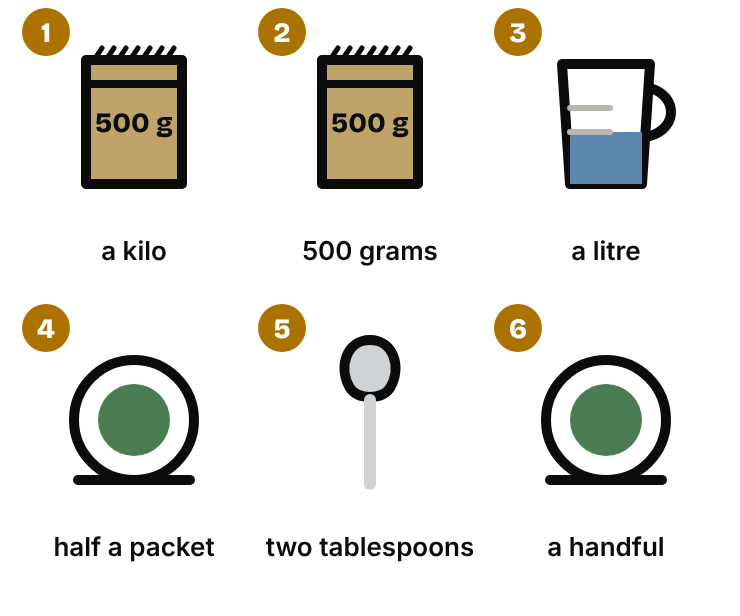 1
2
3
500 g
500 g
a kilo
500 grams
a litre
4
5
6
half a packet
two tablespoons
a handful